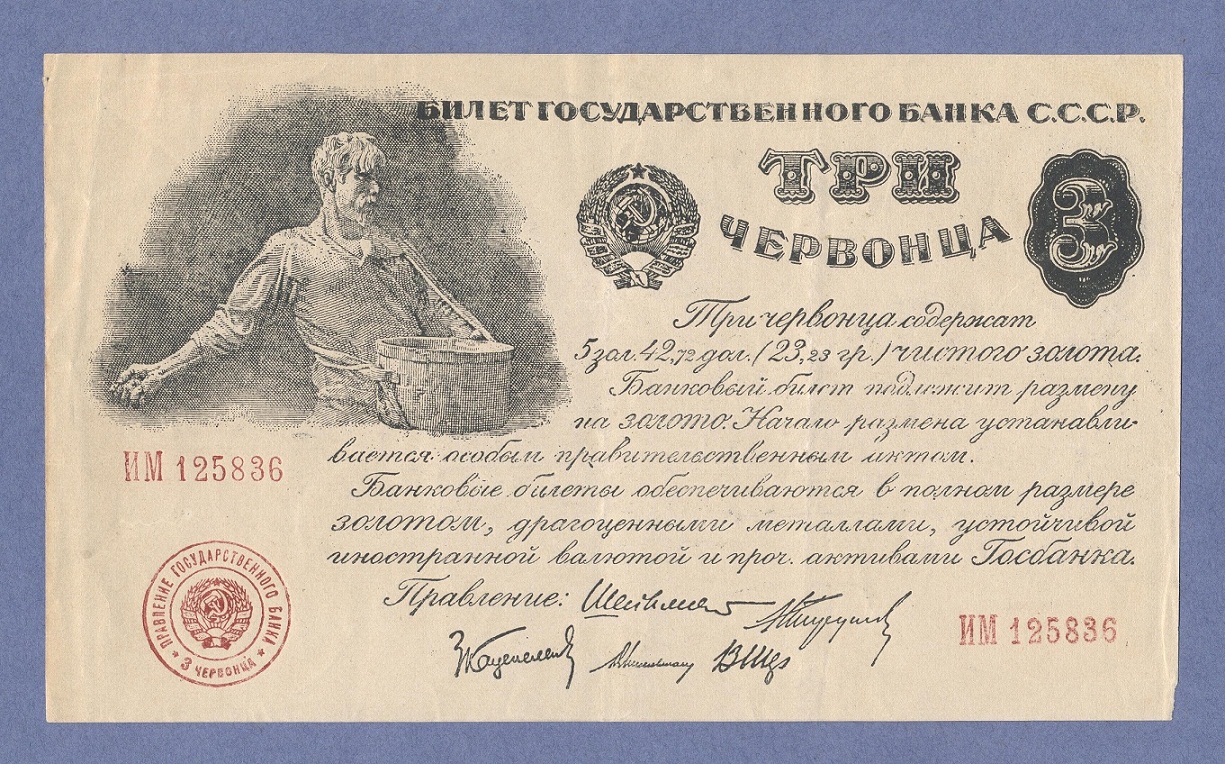 БИЛЕТ ГОСУДАРСТВЕННОГО БАНКА С.С.С.Р.
ТРИ
ЧЕРВОНЦА
3
Три червонца содержат
5 зол. 42,72 дол. (23,23 гр.) чистого золота.
Банковый билет подлежит размену
на золото. Начало размена устанавли-
вается особым правительственным актом.
ИМ 125836
Банковые билеты обеспечиваются в полном размере
золотом, драгоценными металлами, устойчивой
иностранной валютой и проч. активами Госбанка.
Правление:
ПРАВЛЕНИЕ ГОСУДАРСТВЕННОГО БАНКА
★ 3 ЧЕРВОНЦА ★
ИМ 125836